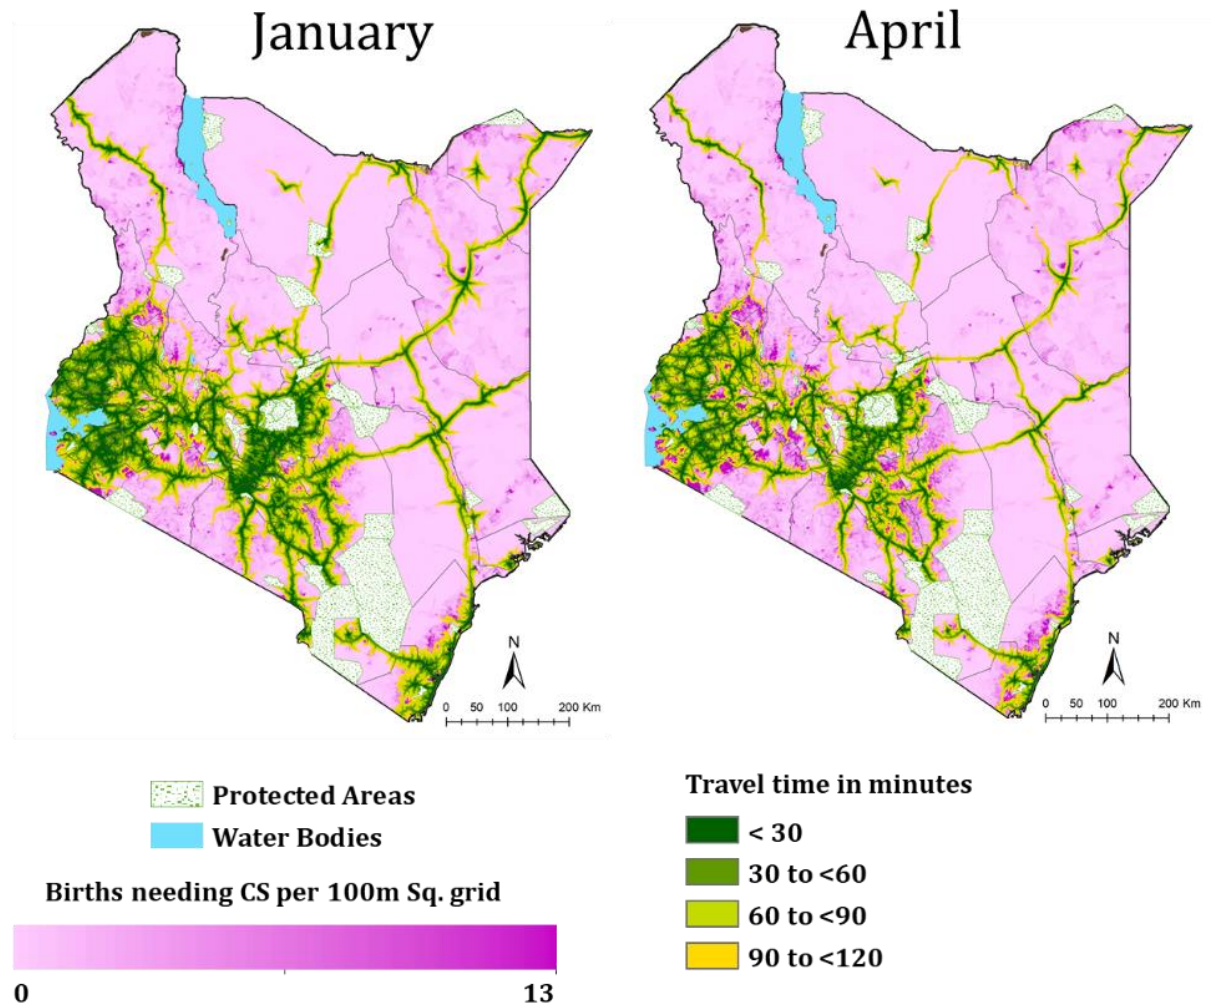 January
April
N
0 50 100 200 Km
N
0 50 100 200 Km
Protected Areas
Water Bodies
Births needing CS per 100m Sq. grid
0 13
Travel time in minutes
< 30
30 to <60
60 to <90
90 to <120